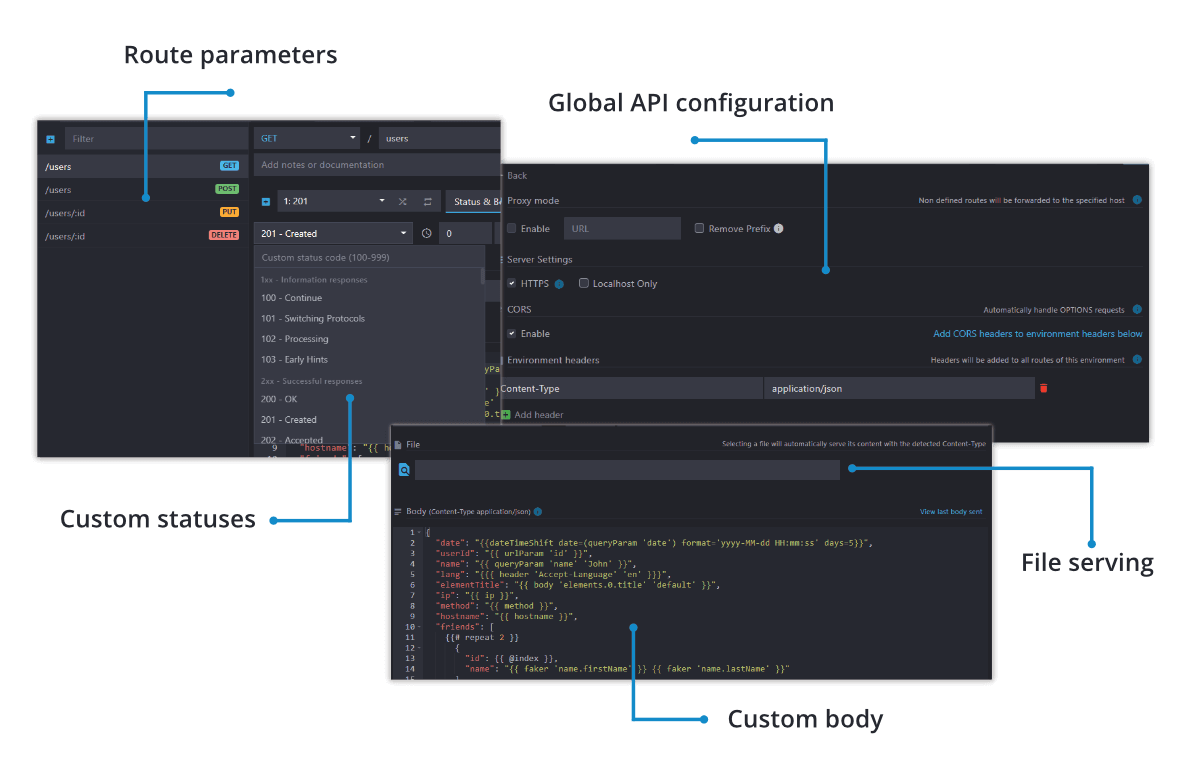 Route parameters
Global API configuration
Filter
/users GET
/users POST
/users/:id PUT
/users/:id DELETE
GET / users
Add notes or documentation
1: 201
Status & B
201 - Created
0
Custom status code (100-999)
1xx - Information responses
100 - Continue
101 - Switching Protocols
102 - Processing
103 - Early Hints
2xx - Successful responses
200 - OK
201 - Created
202 - Accepted
9 "hostname": "{{ h
Back
Proxy mode
Non defined routes will be forwarded to the specified host
Enable
URL
Remove Prefix
Server Settings
HTTPS
Localhost Only
CORS
Automatically handle OPTIONS requests
Enable
Add CORS headers to environment headers below
Environment headers
Headers will be added to all routes of this environment
Content-Type
application/json
Add header
File
Selecting a file will automatically serve its content with the detected Content-Type
Body (Content-Type application/json)
View last body sent
1 {
2 "date": "{{dateTimeShift date=(queryParam 'date') format='yyyy-MM-dd HH:mm:ss' days=5}}",
3 "userId": "{{ urlParam 'id' }}",
4 "name": "{{ queryParam 'name' 'John' }}",
5 "lang": "{{{ header 'Accept-Language' 'en' }}}",
6 "elementTitle": "{{ body 'elements.0.title' 'default' }}",
7 "ip": "{{ ip }}",
8 "method": "{{ method }}",
9 "hostname": "{{ hostname }}",
10 "friends": [
11 {{# repeat 2 }}
12 {
13 "id": {{ @index }},
14 "name": "{{ faker 'name.firstName' }} {{ faker 'name.lastName' }}"
15 }
Custom statuses
File serving
Custom body